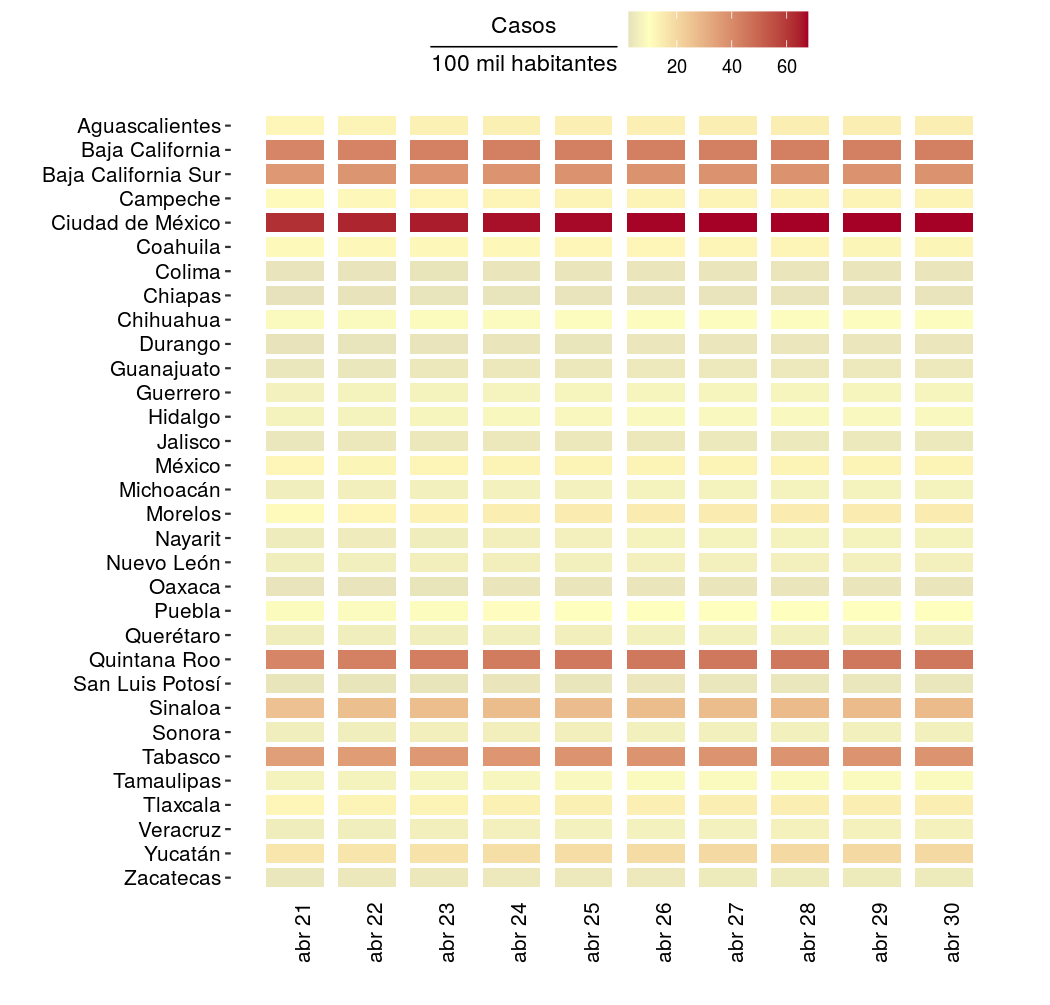 Casos
100 mil habitantes
20 40 60
Aguascalientes
Baja California
Baja California Sur
Campeche
Ciudad de México
Coahuila
Colima
Chiapas
Chihuahua
Durango
Guanajuato
Guerrero
Hidalgo
Jalisco
México
Michoacán
Morelos
Nayarit
Nuevo León
Oaxaca
Puebla
Querétaro
Quintana Roo
San Luis Potosí
Sinaloa
Sonora
Tabasco
Tamaulipas
Tlaxcala
Veracruz
Yucatán
Zacatecas
abr 21
abr 22
abr 23
abr 24
abr 25
abr 26
abr 27
abr 28
abr 29
abr 30